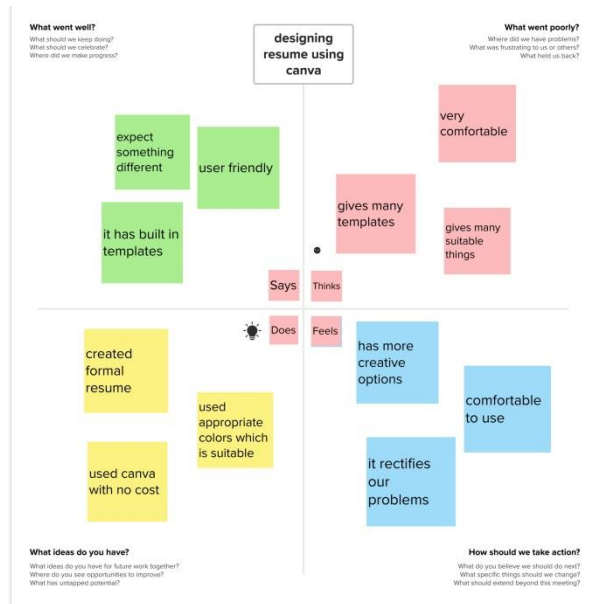 What went well?
What should we keep doing?
What should we celebrate?
Where did we make progress?
designing
resume using
canva
What went poorly?
Where did we have problems?
What was frustrating to us or others?
What held us back?
expect
something
different
user friendly
it has built in
templates
very
comfortable
gives many
templates
gives many
suitable
things
Says
Thinks
Does
Feels
created
formal
resume
used
appropriate
colors which
is suitable
used canva
with no cost
has more
creative
options
comfortable
to use
it rectifies
our
problems
What ideas do you have?
What ideas do you have for future work together?
Where do you see opportunities to improve?
What has untapped potential?
How should we take action?
What do you believe we should do next?
What specific things should we change?
What should extend beyond this meeting?